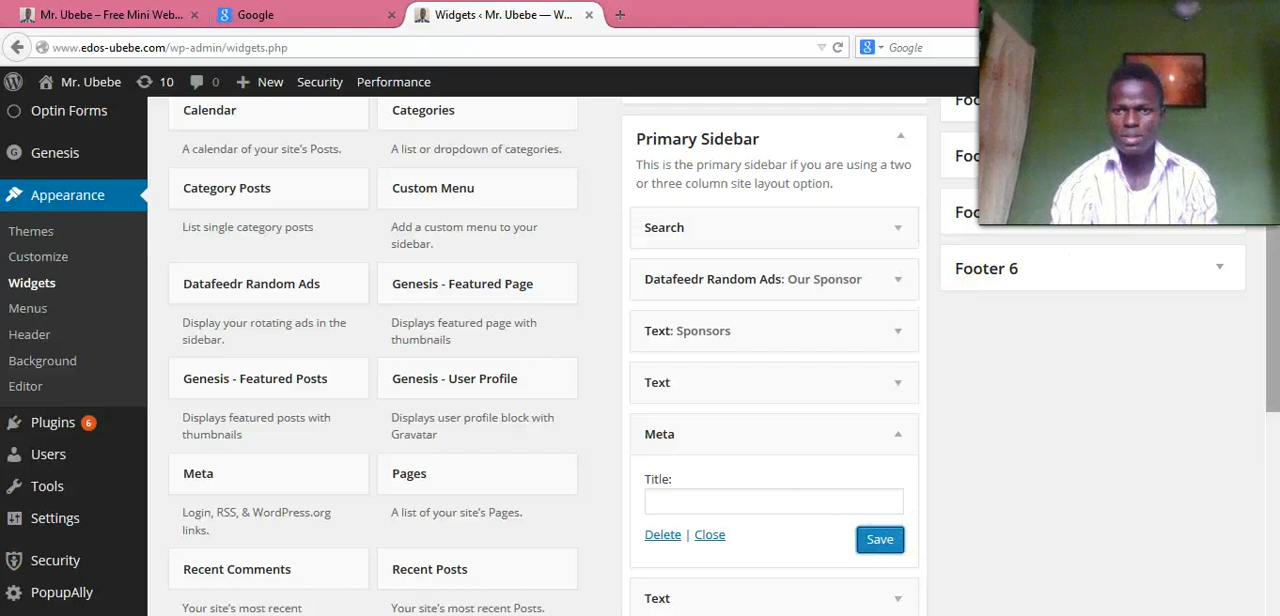 Mr. Ubebe – Free Mini Web...
Google
Widgets ‹ Mr. Ubebe — W...
www.edos-ubebe.com/wp-admin/widgets.php
Google
Mr. Ubebe
10
0
New
Security
Performance
Optin Forms
Genesis
Appearance
Themes
Customize
Widgets
Menus
Header
Background
Editor
Plugins 6
Users
Tools
Settings
Security
PopupAlly
Calendar
A calendar of your site's Posts.
Categories
A list or dropdown of categories.
Category Posts
List single category posts
Custom Menu
Add a custom menu to your
sidebar.
Datafeedr Random Ads
Display your rotating ads in the
sidebar.
Genesis - Featured Page
Displays featured page with
thumbnails
Genesis - Featured Posts
Displays featured posts with
thumbnails
Genesis - User Profile
Displays user profile block with
Gravatar
Meta
Login, RSS, & WordPress.org
links.
Pages
A list of your site's Pages.
Recent Comments
Your site's most recent
Recent Posts
Your site's most recent Posts.
Primary Sidebar
This is the primary sidebar if you are using a two
or three column site layout option.
Search
Datafeedr Random Ads: Our Sponsor
Text: Sponsors
Text
Meta
Title:
Delete | Close
Save
Text
Foo
Foo
Foo
Footer 6